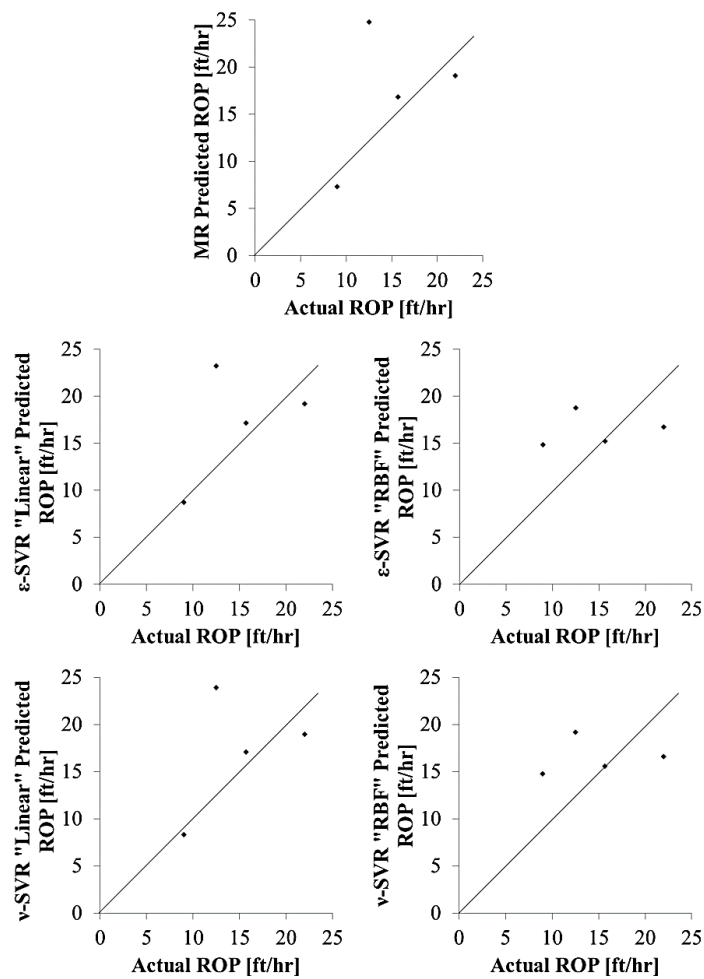 MR Predicted ROP [ft/hr]
25
20
15
10
5
0
0 5 10 15 20 25
Actual ROP [ft/hr]
ε-SVR "Linear" Predicted
ROP [ft/hr]
25
20
15
10
5
0
0 5 10 15 20 25
Actual ROP [ft/hr]
ε-SVR "RBF" Predicted
ROP [ft/hr]
25
20
15
10
5
0
0 5 10 15 20 25
Actual ROP [ft/hr]
ν-SVR "Linear" Predicted
ROP [ft/hr]
25
20
15
10
5
0
0 5 10 15 20 25
Actual ROP [ft/hr]
ν-SVR "RBF" Predicted
ROP [ft/hr]
25
20
15
10
5
0
0 5 10 15 20 25
Actual ROP [ft/hr]